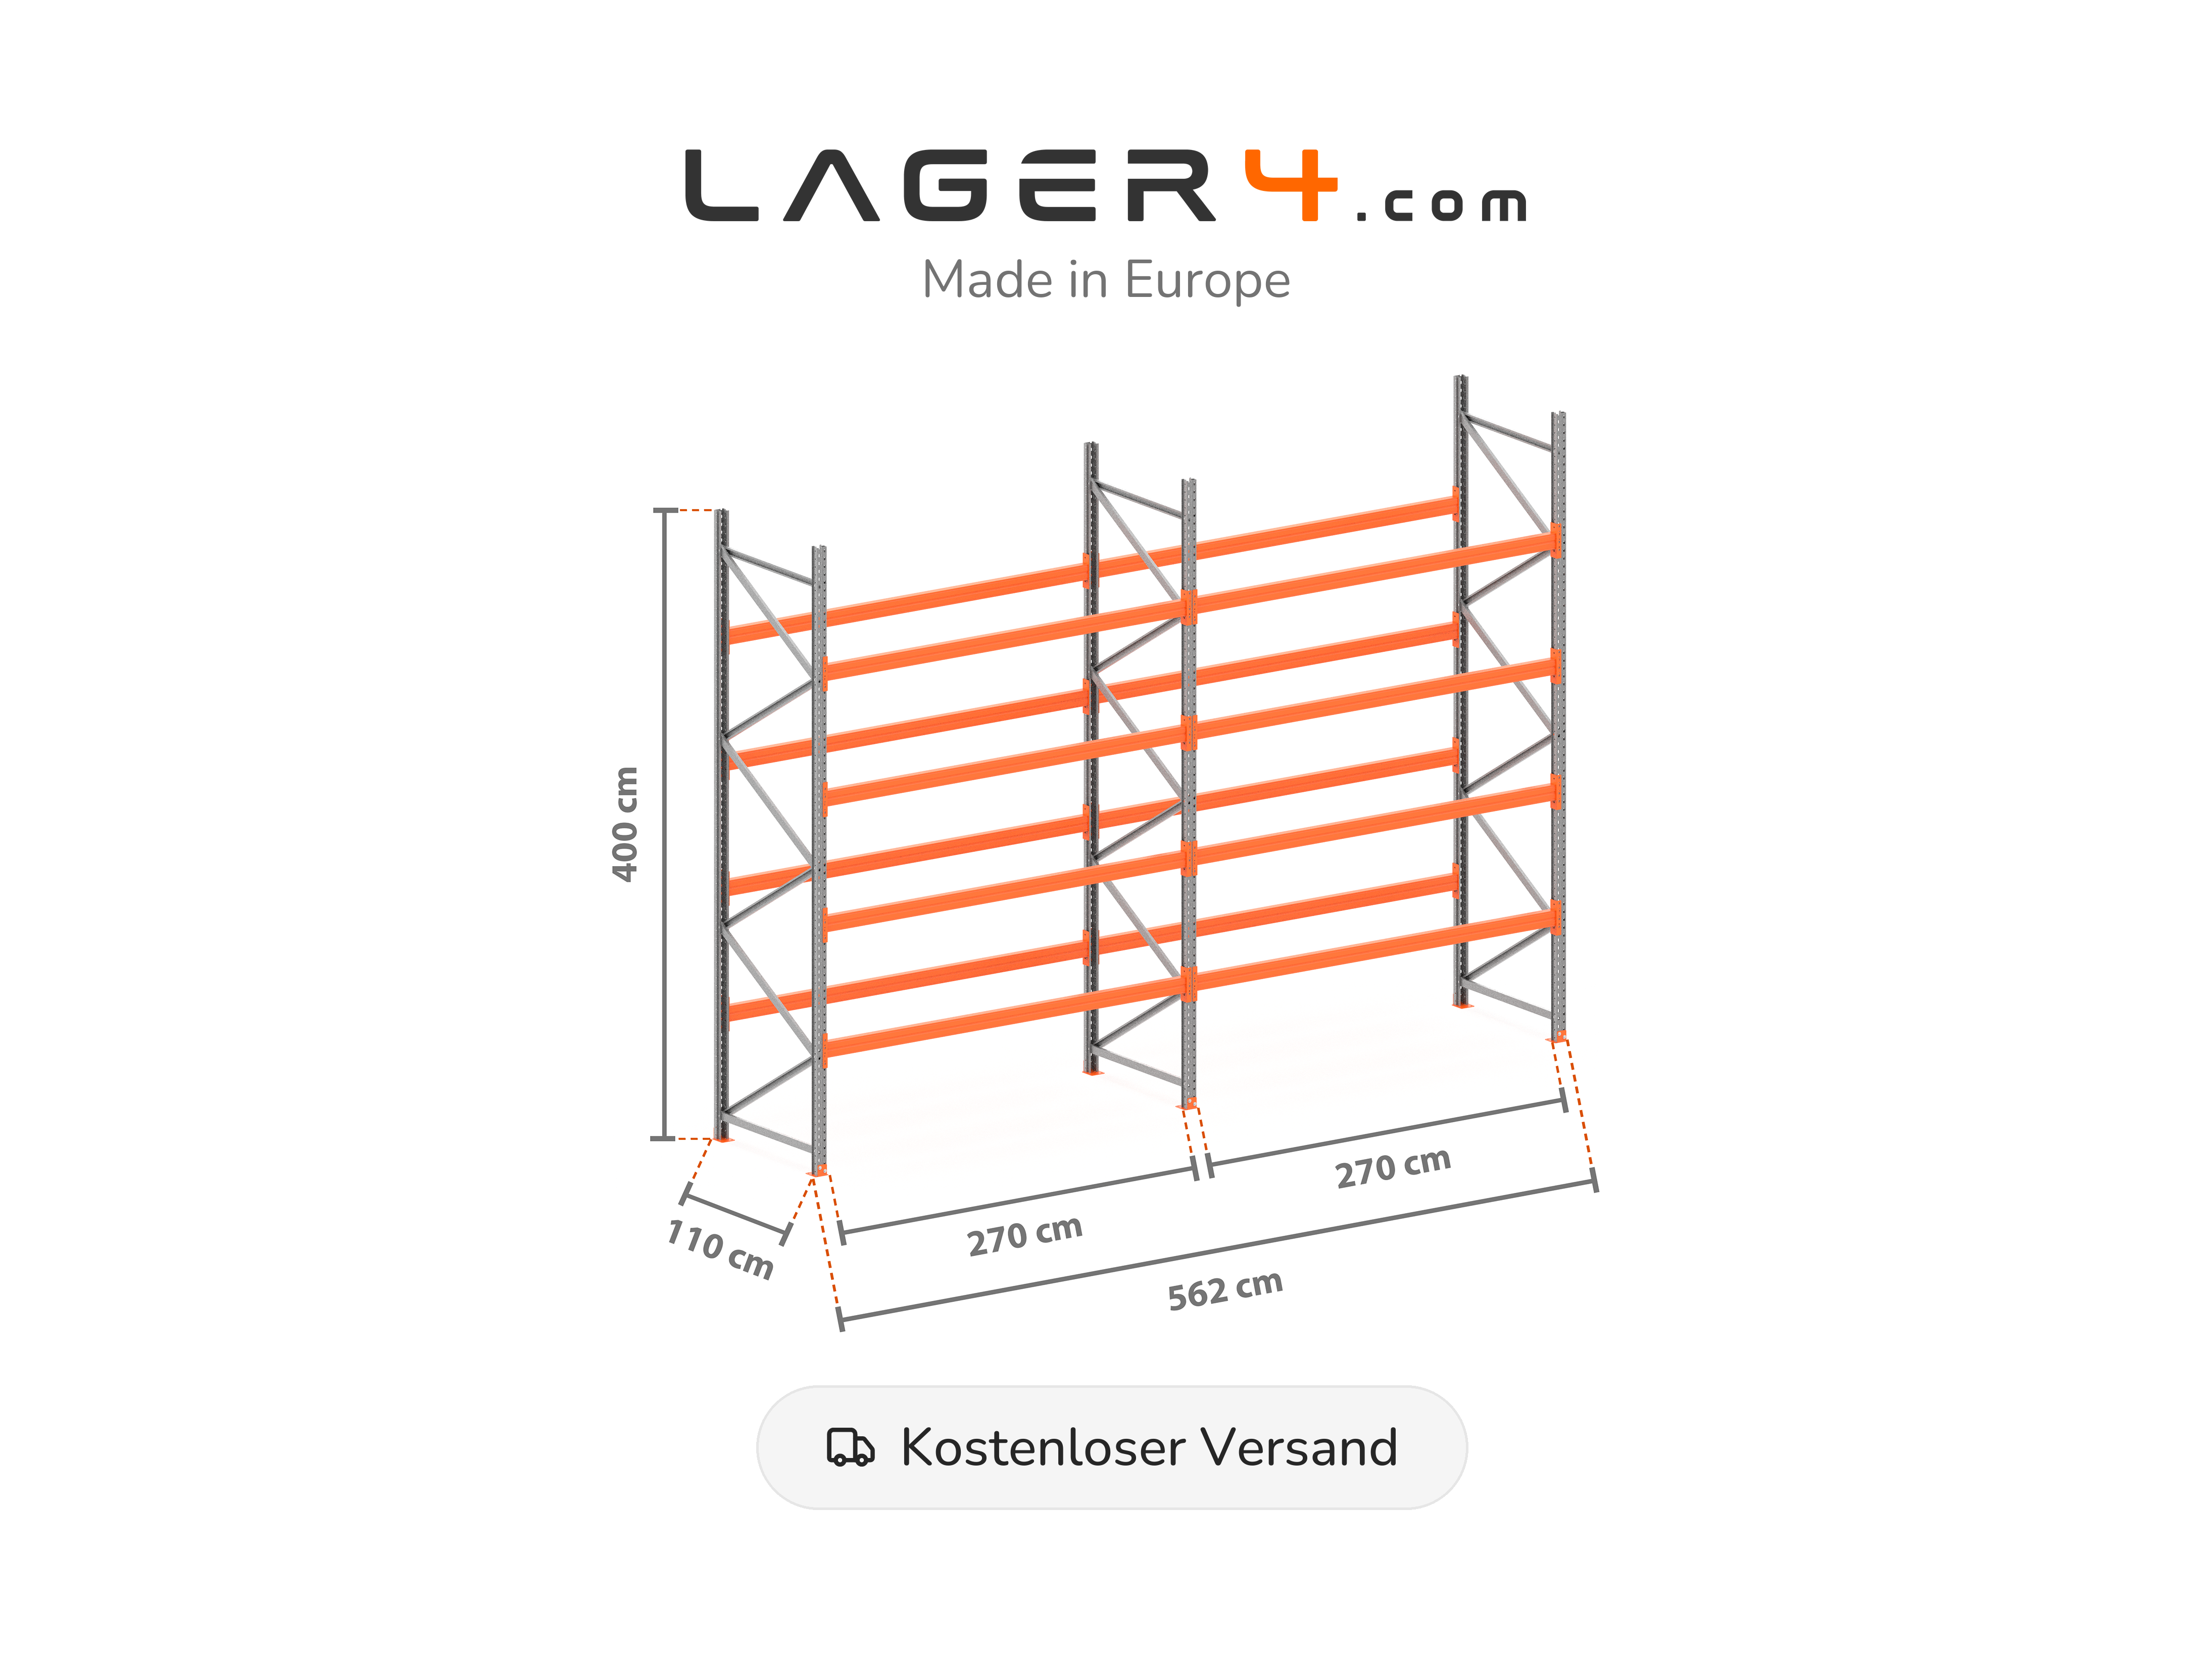 LAGER4.com
Made in Europe
400 cm
110 cm
270 cm
270 cm
562 cm
Kostenloser Versand